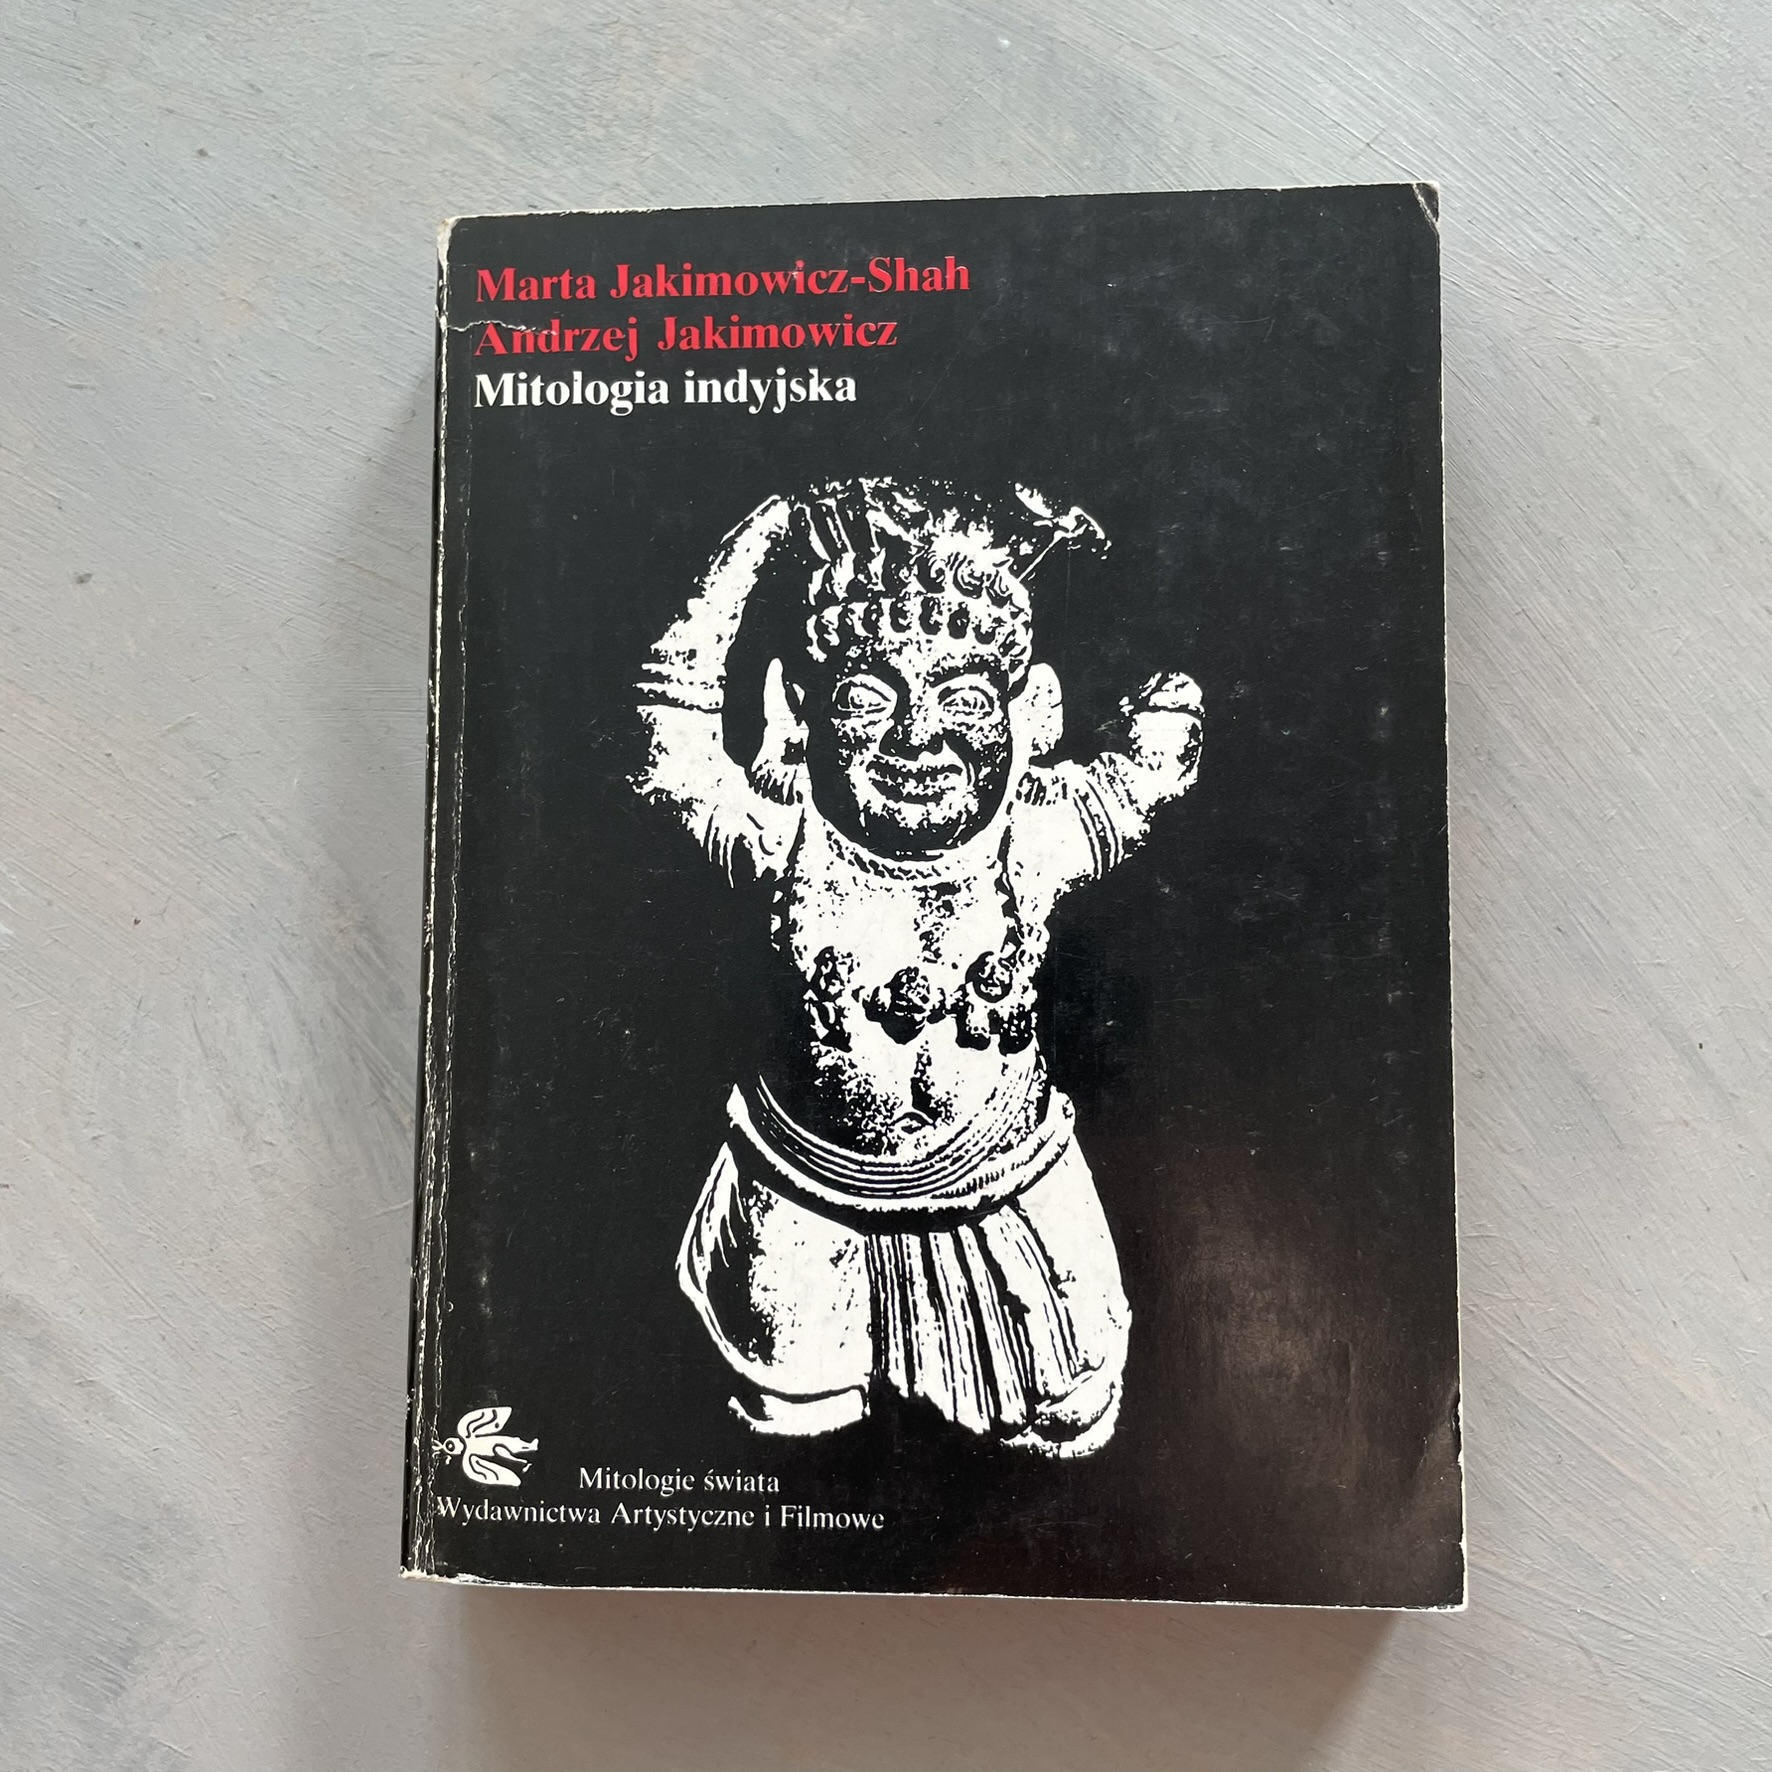 Marta Jakimowicz-Shah
Andrzej Jakimowicz
Mitologia indyjska
Mitologie świata
Wydawnictwa Artystyczne i Filmowe